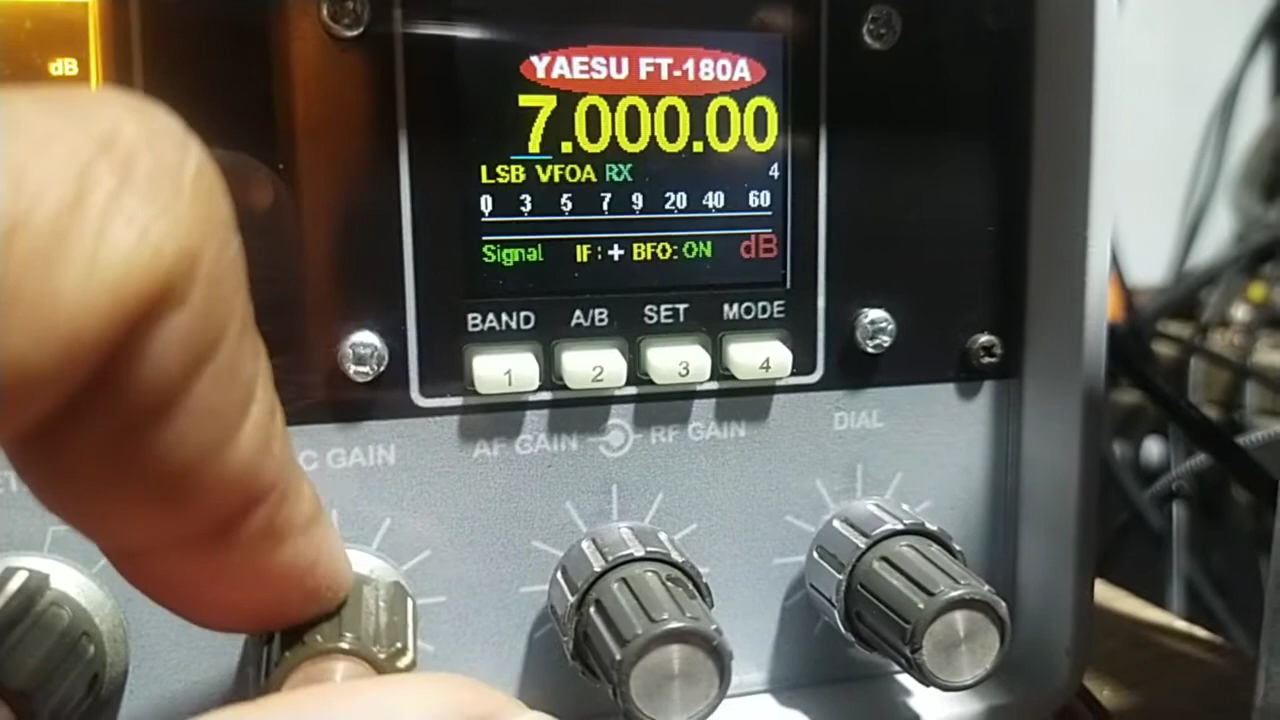 dB
YAESU FT-180A
7.000.00
LSB VFOA RX 4
0 3 5 7 9 20 40 60
Signal IF:+ BFO: ON dB
BAND A/B SET MODE
1 2 3 4
C GAIN AF GAIN RF GAIN DIAL